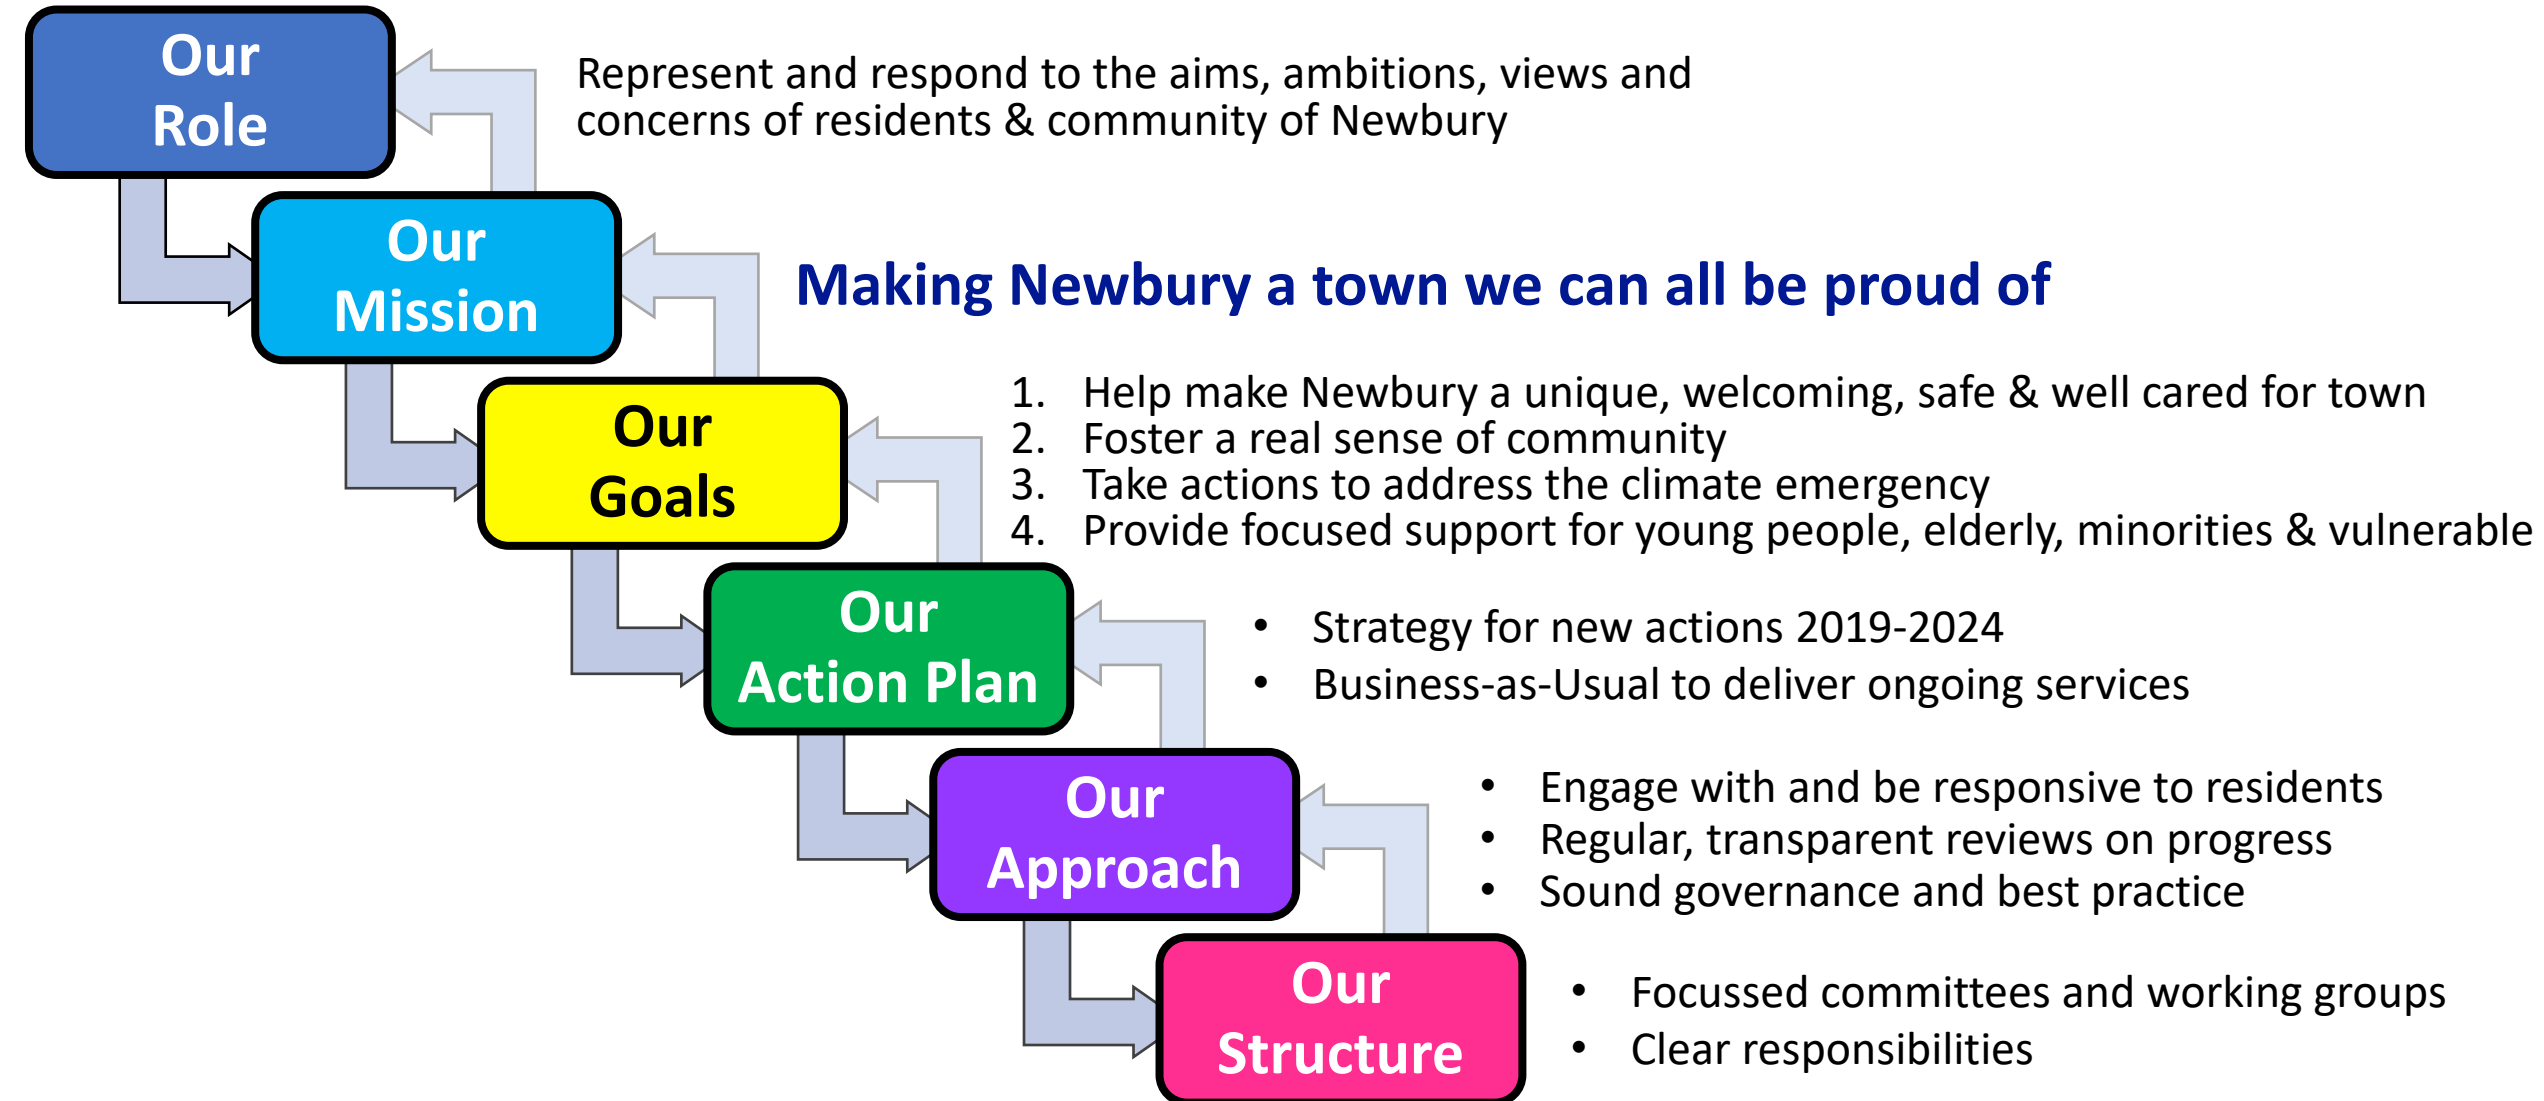 Our
Role
Represent and respond to the aims, ambitions, views and
concerns of residents & community of Newbury
Our
Mission
Making Newbury a town we can all be proud of
Our
Goals
1. Help make Newbury a unique, welcoming, safe & well cared for town
2. Foster a real sense of community
3. Take actions to address the climate emergency
4. Provide focused support for young people, elderly, minorities & vulnerable
Our
Action Plan
• Strategy for new actions 2019-2024
• Business-as-Usual to deliver ongoing services
Our
Approach
• Engage with and be responsive to residents
• Regular, transparent reviews on progress
• Sound governance and best practice
Our
Structure
• Focussed committees and working groups
• Clear responsibilities